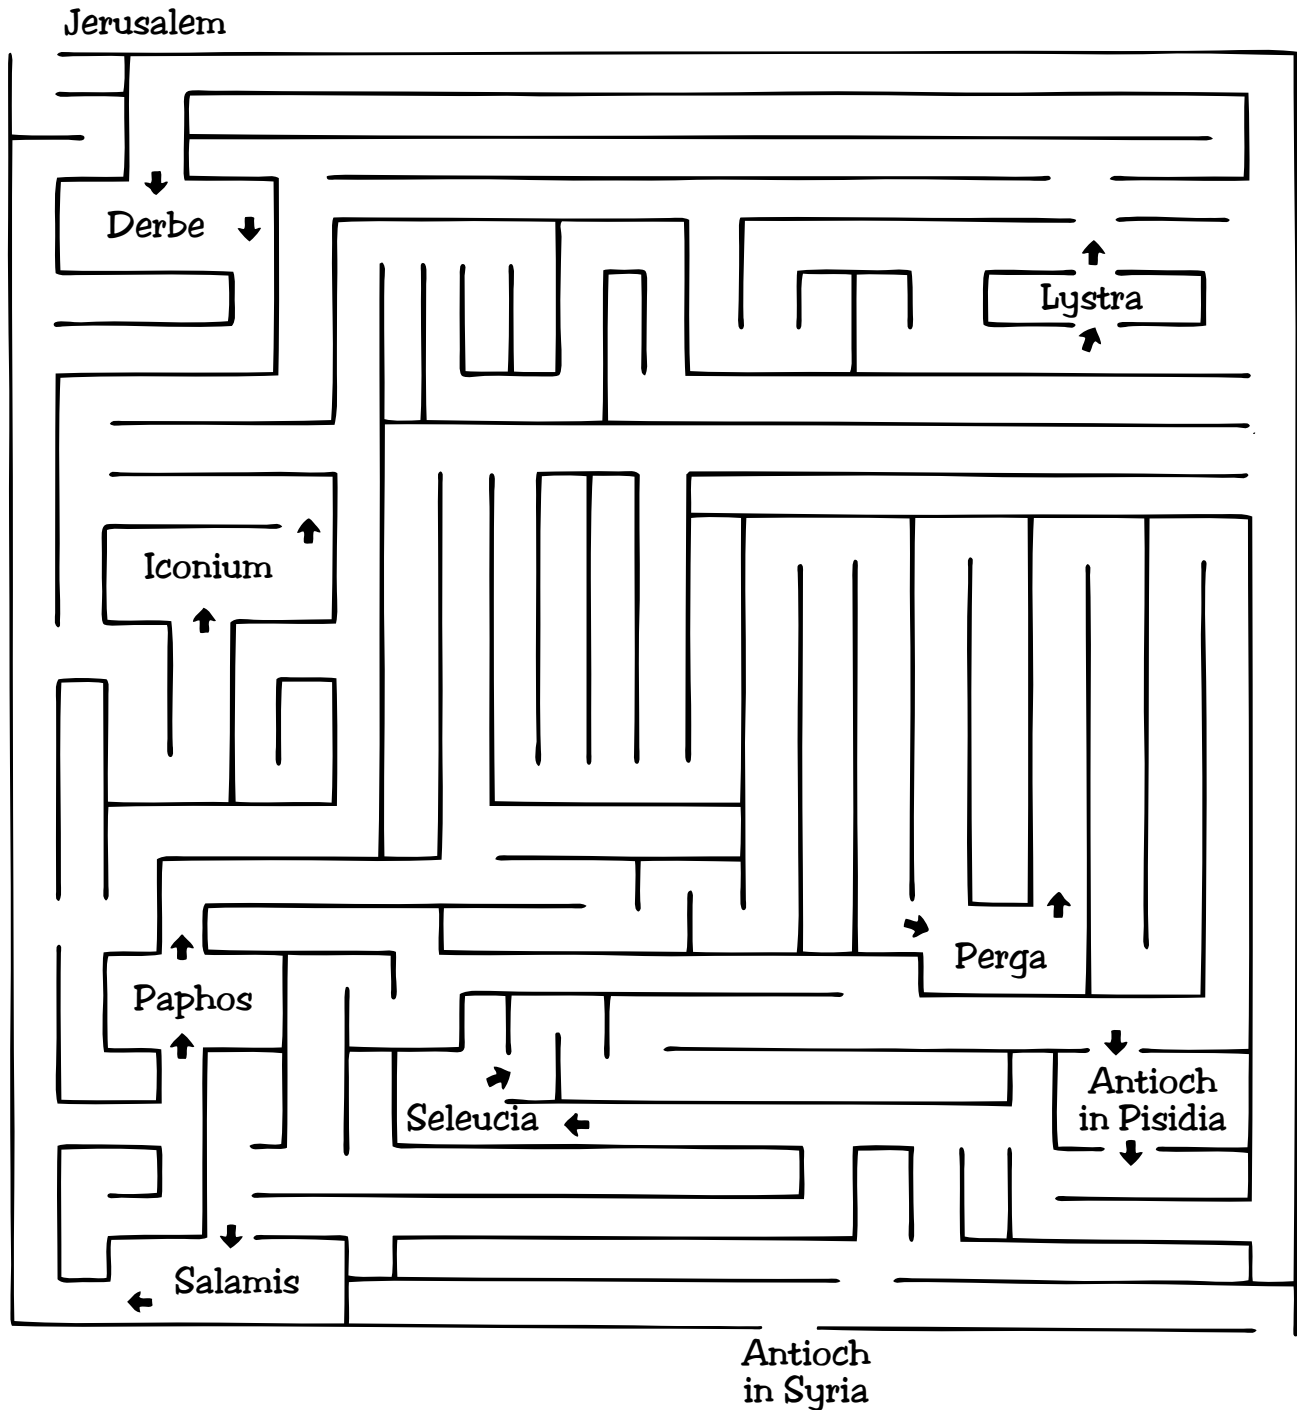 Jerusalem
Derbe
Lystra
Iconium
Perga
Paphos
Antioch
in Pisidia
Seleucia
Salamis
Antioch
in Syria